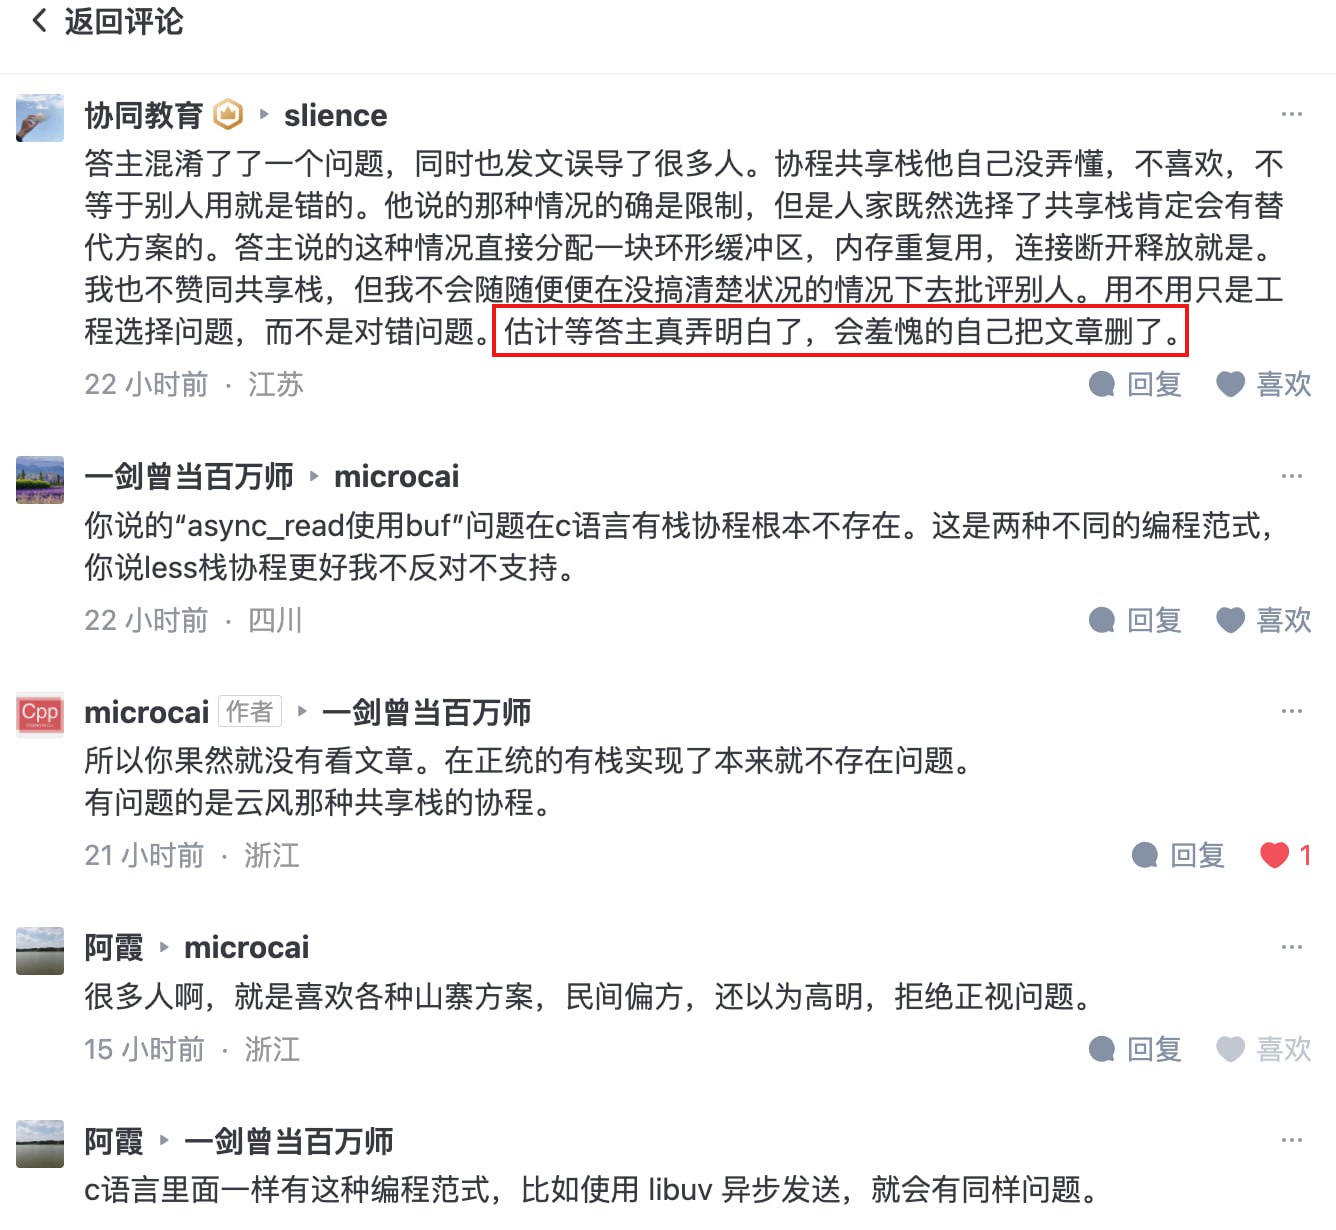 返回评论
协同教育 slience
答主混淆了了一个问题，同时也发文误导了很多人。协程共享栈他自己没弄懂，不喜欢，不
等于别人用就是错的。他说的那种情况的确是限制，但是人家既然选择了共享栈肯定会有替
代方案的。答主说的这种情况直接分配一块环形缓冲区，内存重复用，连接断开释放就是。
我也不赞同共享栈，但我不会随随便便在没搞清楚状况的情况下去批评别人。用不用只是工
程选择问题，而不是对错问题。估计等答主真弄明白了，会羞愧的自己把文章删了。
22 小时前 · 江苏 回复 喜欢
一剑曾当百万师 microcai
你说的“async_read使用buf”问题在c语言有栈协程根本不存在。这是两种不同的编程范式，
你说less栈协程更好我不反对不支持。
22 小时前 · 四川 回复 喜欢
Cpp
microcai 作者 一剑曾当百万师
所以你果然就没有看文章。在正统的有栈实现了本来就不存在问题。
有问题的是云风那种共享栈的协程。
21 小时前 · 浙江 回复 1
阿霞 microcai
很多人啊，就是喜欢各种山寨方案，民间偏方，还以为高明，拒绝正视问题。
15 小时前 · 浙江 回复 喜欢
阿霞 一剑曾当百万师
c语言里面一样有这种编程范式，比如使用 libuv 异步发送，就会有同样问题。